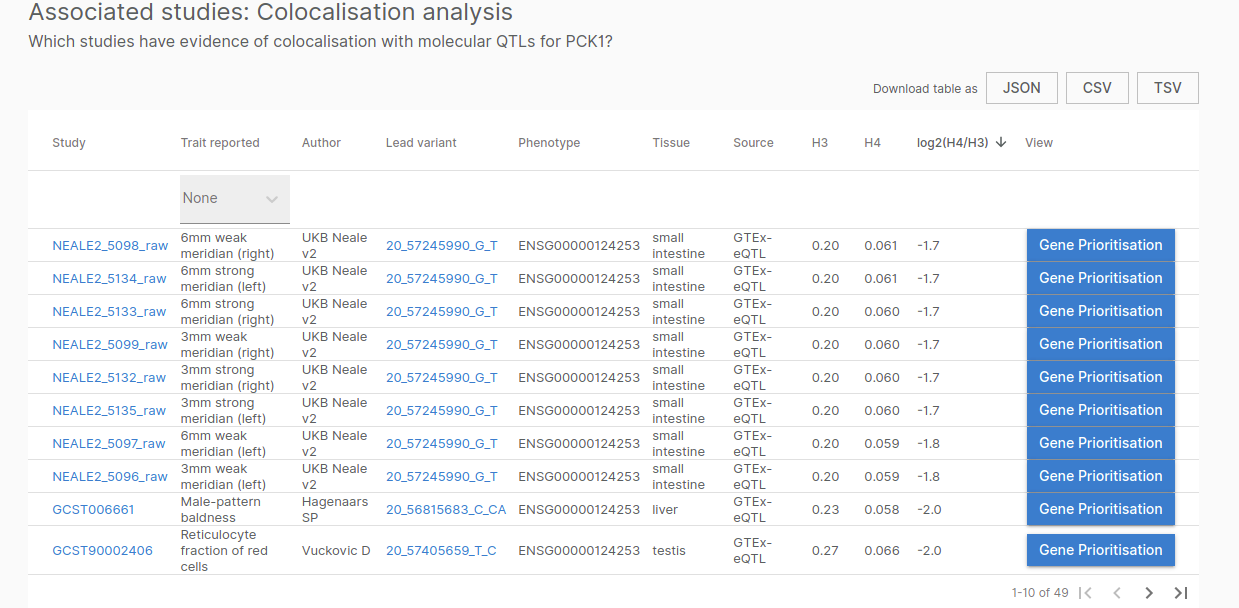 Associated studies: Colocalisation analysis
Which studies have evidence of colocalisation with molecular QTLs for PCK1?
Download table as JSON CSV TSV
Study Trait reported Author Lead variant Phenotype Tissue Source H3 H4 log2(H4/H3) View
None
NEALE2_5098_raw 6mm weak meridian (right) UKB Neale v2 20_57245990_G_T ENSG00000124253 small intestine GTEx-eQTL 0.20 0.061 -1.7 Gene Prioritisation
NEALE2_5134_raw 6mm strong meridian (left) UKB Neale v2 20_57245990_G_T ENSG00000124253 small intestine GTEx-eQTL 0.20 0.061 -1.7 Gene Prioritisation
NEALE2_5133_raw 6mm strong meridian (right) UKB Neale v2 20_57245990_G_T ENSG00000124253 small intestine GTEx-eQTL 0.20 0.060 -1.7 Gene Prioritisation
NEALE2_5099_raw 3mm weak meridian (right) UKB Neale v2 20_57245990_G_T ENSG00000124253 small intestine GTEx-eQTL 0.20 0.060 -1.7 Gene Prioritisation
NEALE2_5132_raw 3mm strong meridian (right) UKB Neale v2 20_57245990_G_T ENSG00000124253 small intestine GTEx-eQTL 0.20 0.060 -1.7 Gene Prioritisation
NEALE2_5135_raw 3mm strong meridian (left) UKB Neale v2 20_57245990_G_T ENSG00000124253 small intestine GTEx-eQTL 0.20 0.060 -1.7 Gene Prioritisation
NEALE2_5097_raw 6mm weak meridian (left) UKB Neale v2 20_57245990_G_T ENSG00000124253 small intestine GTEx-eQTL 0.20 0.059 -1.8 Gene Prioritisation
NEALE2_5096_raw 3mm weak meridian (left) UKB Neale v2 20_57245990_G_T ENSG00000124253 small intestine GTEx-eQTL 0.20 0.059 -1.8 Gene Prioritisation
GCST006661 Male-pattern baldness Hagenaars SP 20_56815683_C_CA ENSG00000124253 liver GTEx-eQTL 0.23 0.058 -2.0 Gene Prioritisation
GCST90002406 Reticulocyte fraction of red cells Vuckovic D 20_57405659_T_C ENSG00000124253 testis GTEx-eQTL 0.27 0.066 -2.0 Gene Prioritisation
1-10 of 49